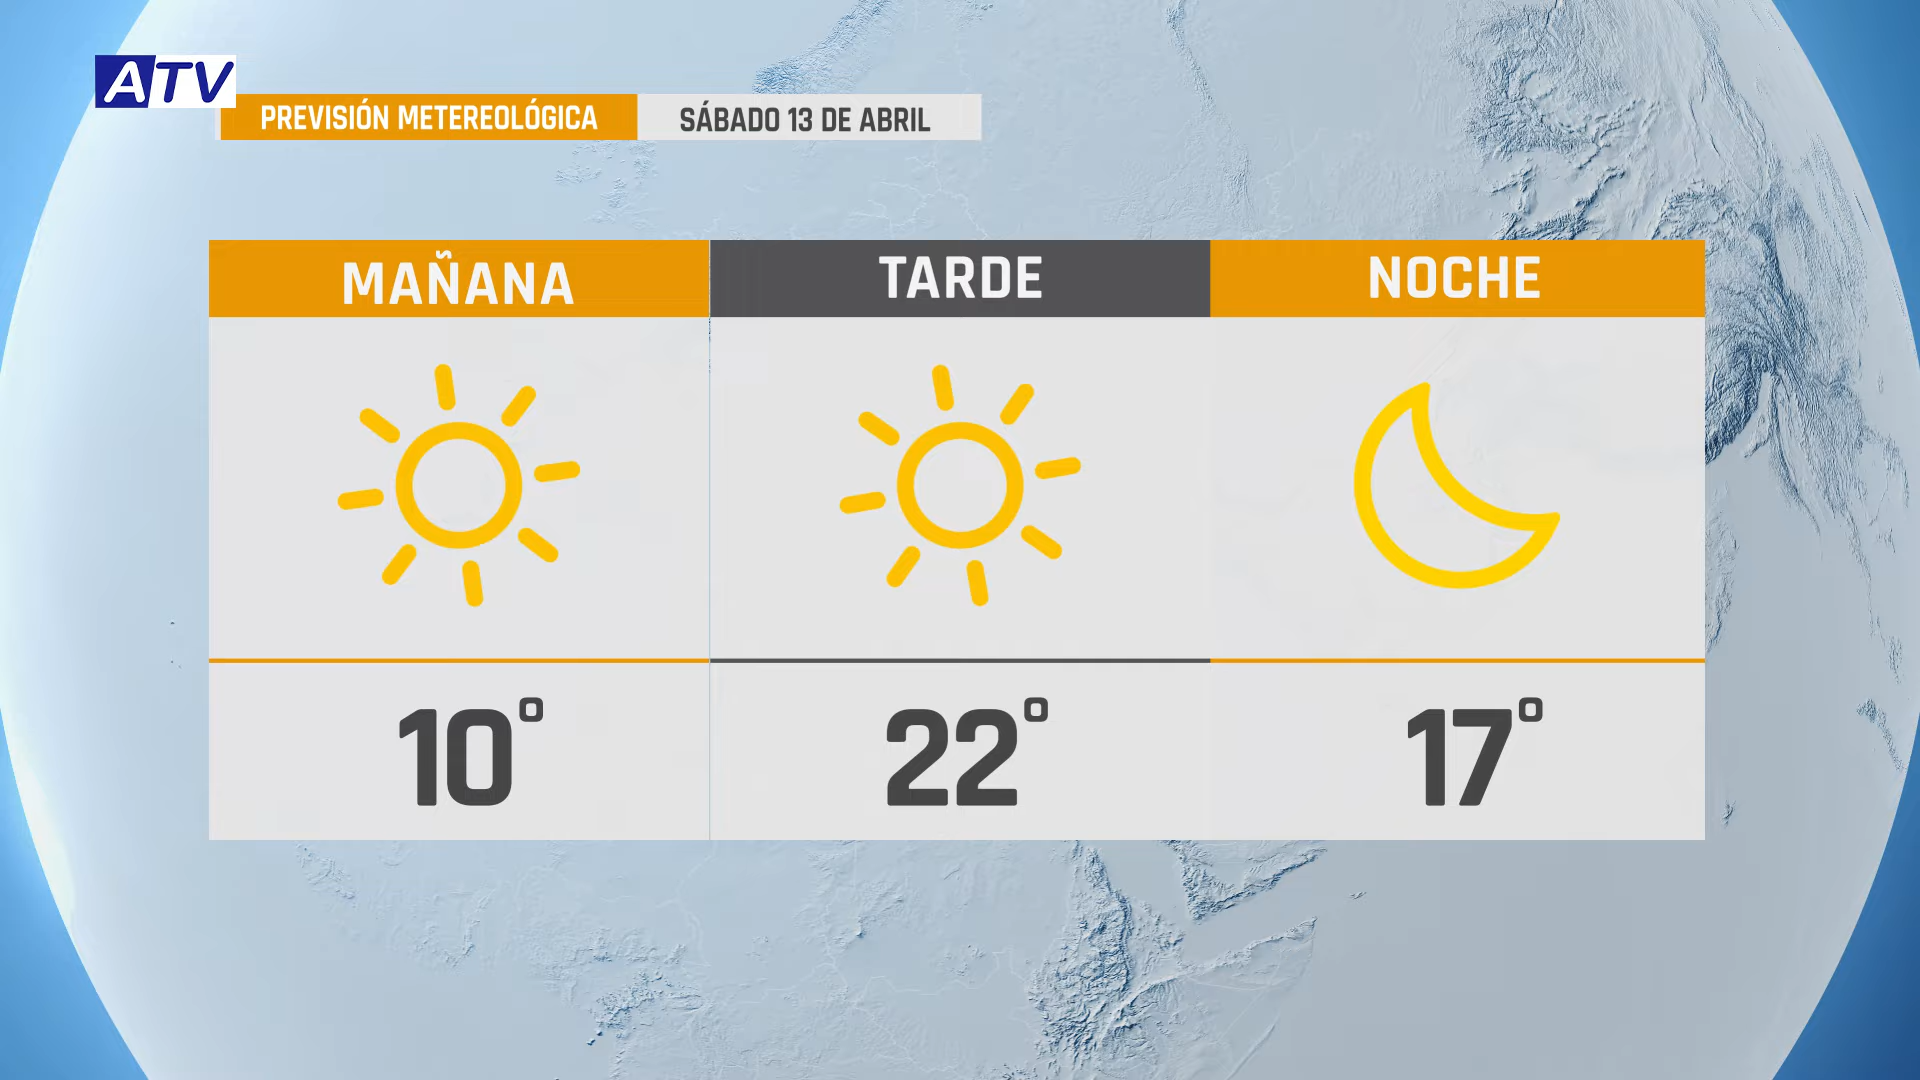 ATV
PREVISIÓN METEREOLÓGICA
SÁBADO 13 DE ABRIL
MAÑANA
TARDE
NOCHE
10°
22°
17°